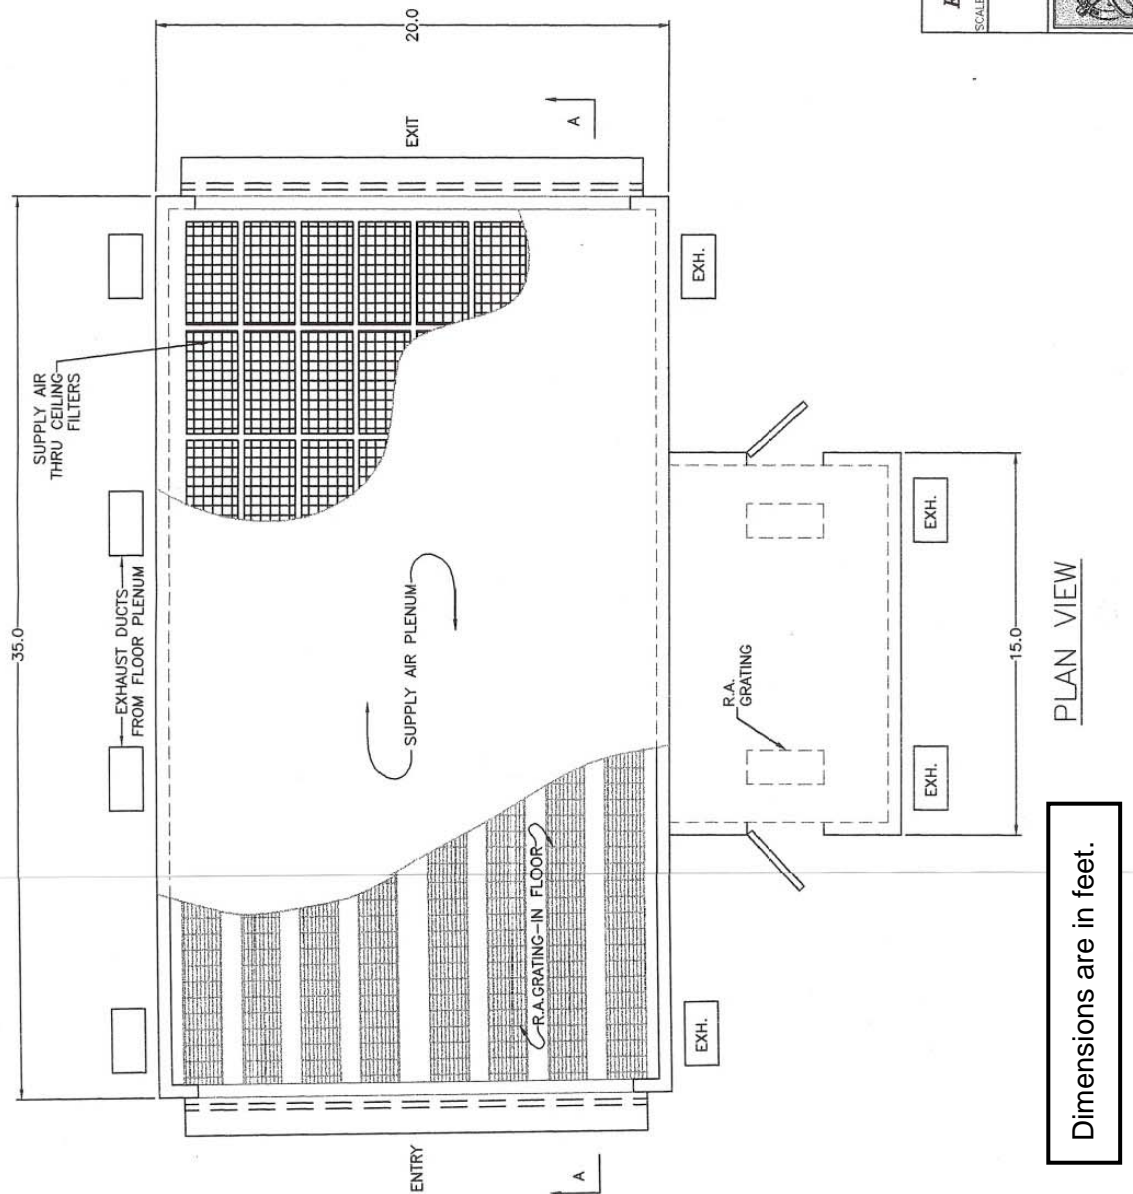 35.0
20.0
SUPPLY AIR
THRU CEILING
FILTERS
EXHAUST DUCTS
FROM FLOOR PLENUM
EXIT
A
SUPPLY AIR PLENUM
R.A.GRATING-IN FLOOR
ENTRY
A
EXH.
EXH.
R.A.
GRATING
EXH.
EXH.
15.0
PLAN VIEW
Dimensions are in feet.
SCALE